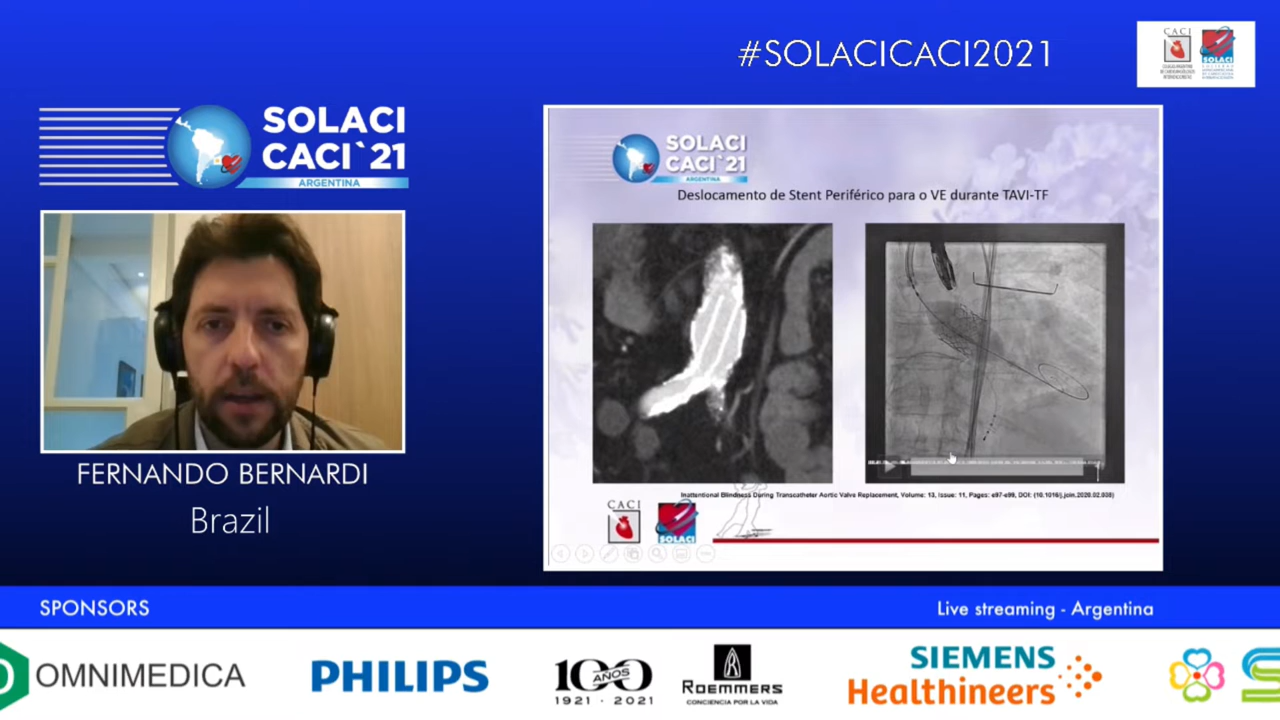 #SOLACICACI2021
CACI
SOLACI
SOLACI
CACI`21
ARGENTINA
SOLACI
CACI`21
ARGENTINA
Deslocamento de Stent Periférico para o VE durante TAVI-TF
Inattentional Blindness During Transcatheter Aortic Valve Replacement, Volume: 13, Issue: 11, Pages: e97-e99, DOI: (10.1016/j.jcin.2020.02.038)
CACI
SOLACI
FERNANDO BERNARDI
Brazil
SPONSORS
Live streaming - Argentina
OMNIMEDICA
PHILIPS
100
AÑOS
1921 · 2021
ROEMMERS
CONCIENCIA POR LA VIDA
SIEMENS
Healthineers